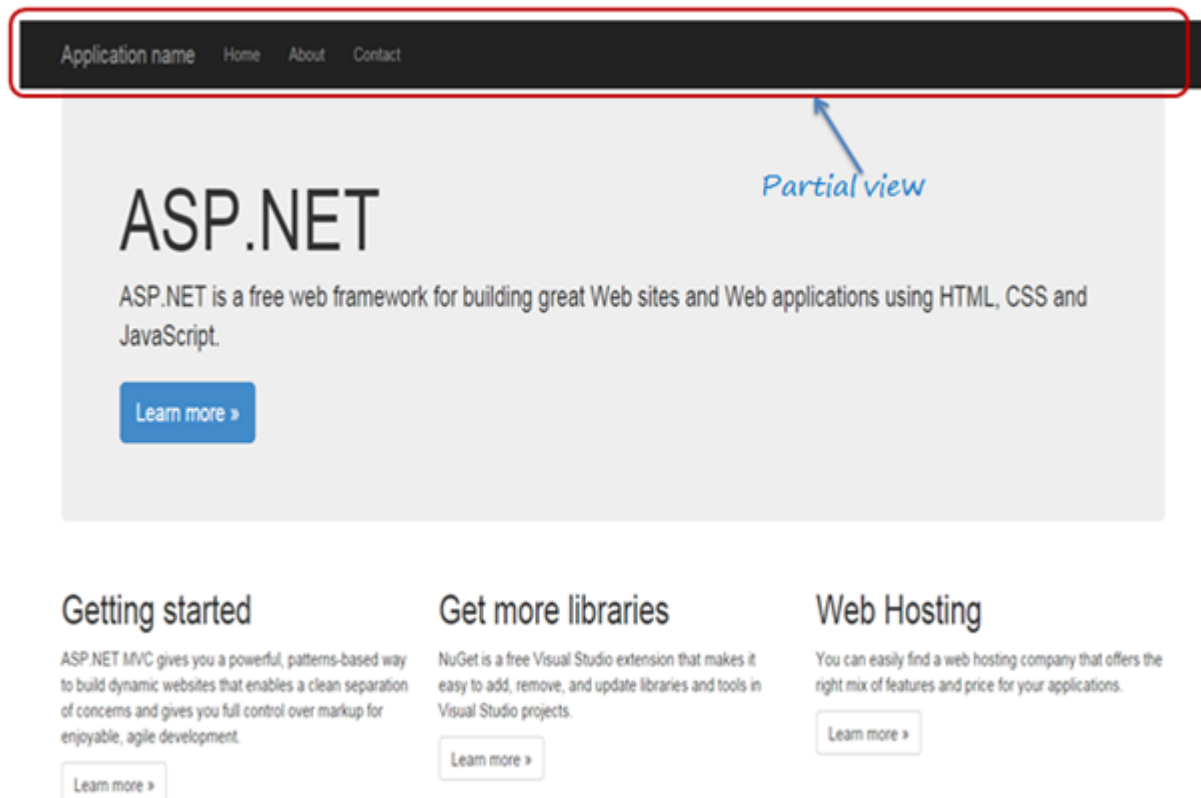 Application name Home About Contact
Partial view
ASP.NET
ASP.NET is a free web framework for building great Web sites and Web applications using HTML, CSS and
JavaScript.
Learn more »
Getting started
ASP.NET MVC gives you a powerful, patterns-based way
to build dynamic websites that enables a clean separation
of concerns and gives you full control over markup for
enjoyable, agile development.
Learn more »
Get more libraries
NuGet is a free Visual Studio extension that makes it
easy to add, remove, and update libraries and tools in
Visual Studio projects.
Learn more »
Web Hosting
You can easily find a web hosting company that offers the
right mix of features and price for your applications.
Learn more »